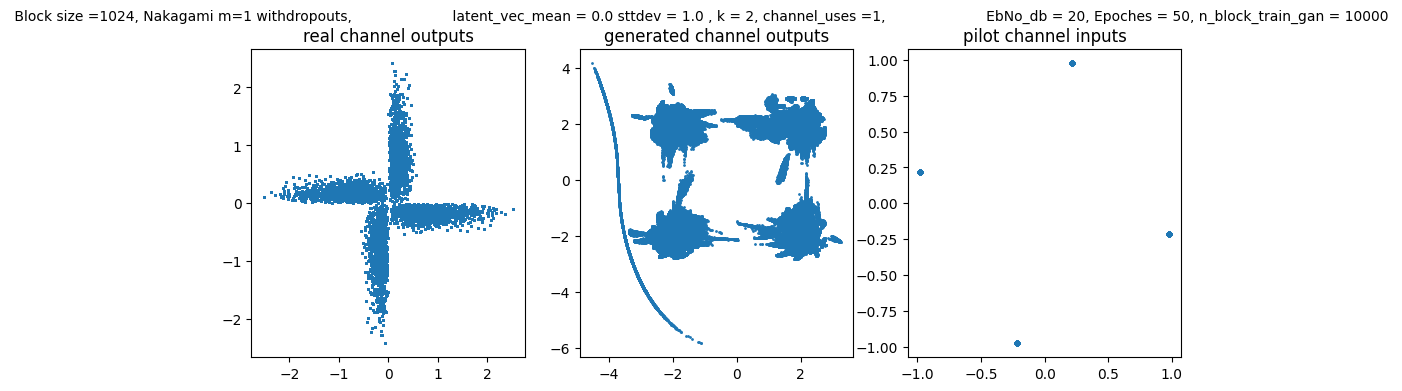 Block size =1024, Nakagami m=1 withdropouts, latent_vec_mean = 0.0 sttdev = 1.0 , k = 2, channel_uses =1, EbNo_db = 20, Epoches = 50, n_block_train_gan = 10000
real channel outputs
2
1
0
−1
−2
−2 −1 0 1 2
generated channel outputs
4
2
0
−2
−4
−6
−4 −2 0 2
pilot channel inputs
1.00
0.75
0.50
0.25
0.00
−0.25
−0.50
−0.75
−1.00
−1.0 −0.5 0.0 0.5 1.0